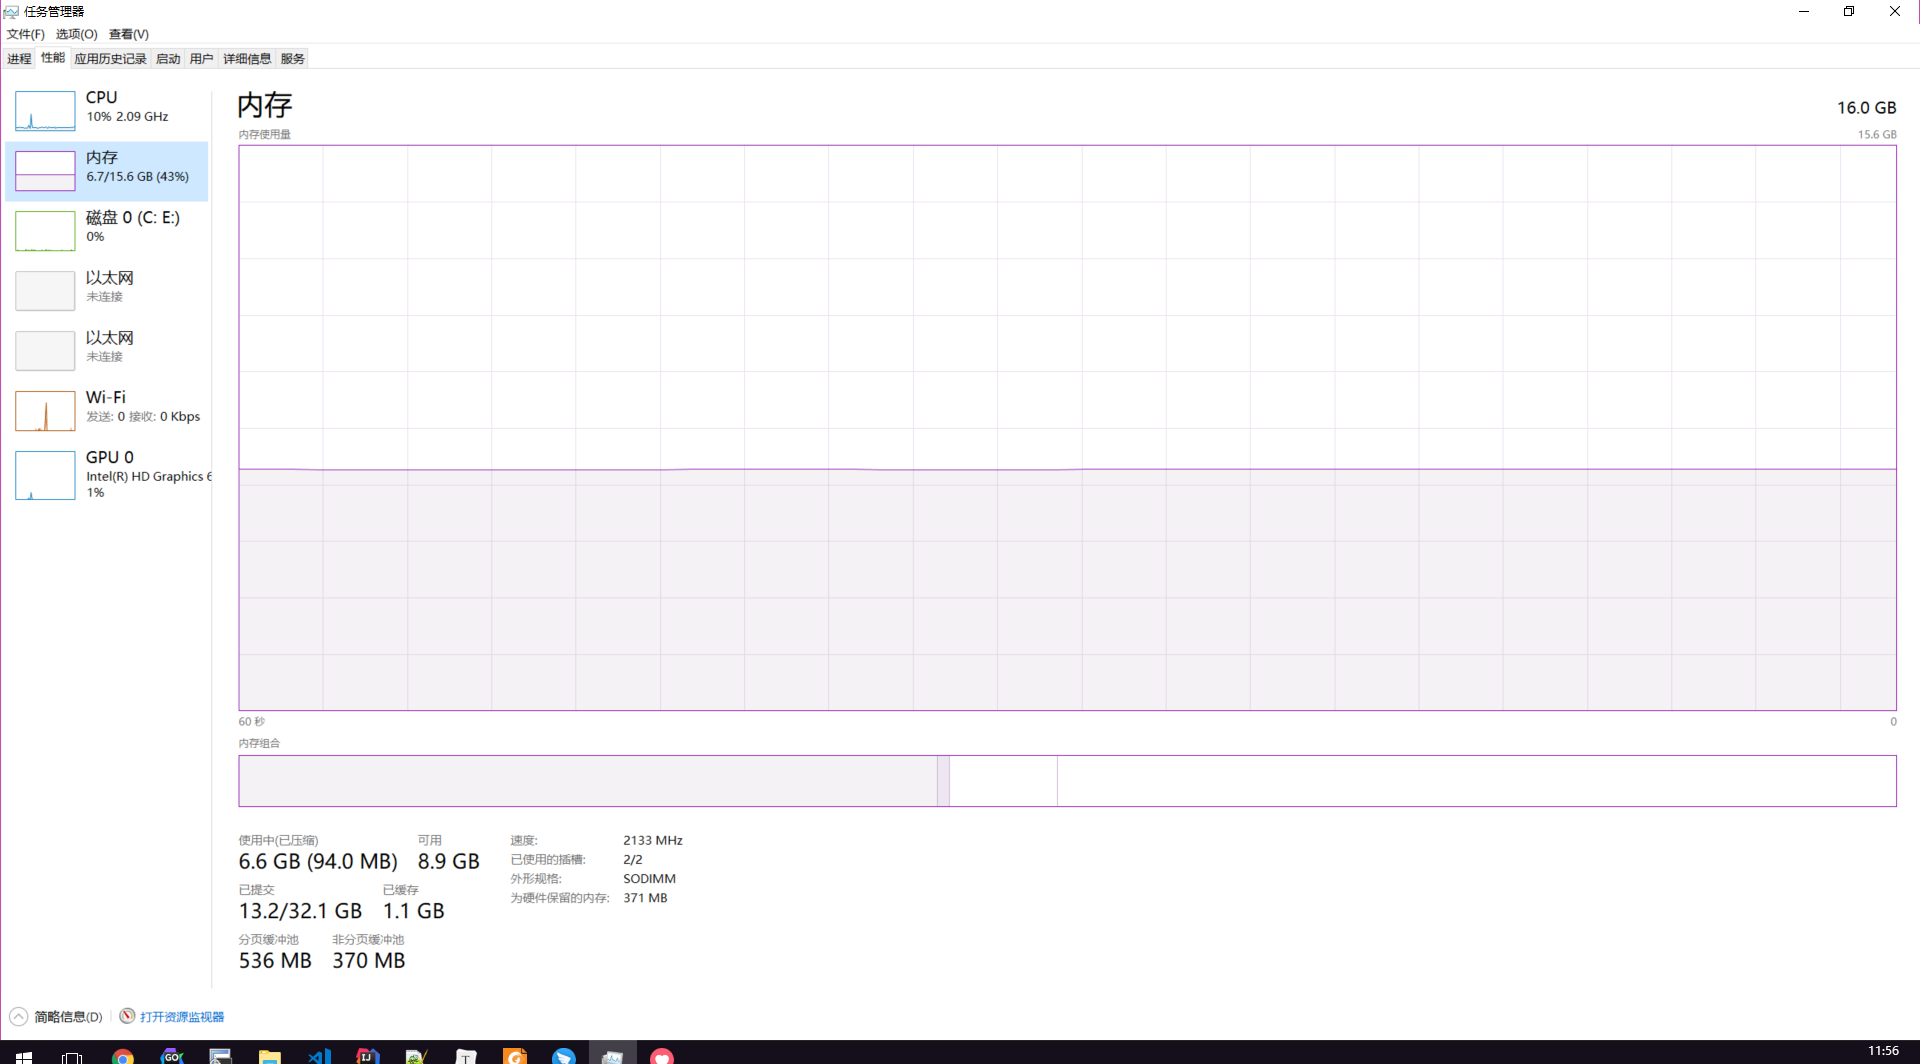 任务管理器
文件(F) 选项(O) 查看(V)
进程 性能 应用历史记录 启动 用户 详细信息 服务
CPU
10% 2.09 GHz
内存
6.7/15.6 GB (43%)
磁盘 0 (C: E:)
0%
以太网
未连接
以太网
未连接
Wi-Fi
发送: 0 接收: 0 Kbps
GPU 0
Intel(R) HD Graphics 6
1%
内存 16.0 GB
内存使用量 15.6 GB
60 秒 0
内存组合
使用中(已压缩) 可用
6.6 GB (94.0 MB) 8.9 GB
已提交 已缓存
13.2/32.1 GB 1.1 GB
分页缓冲池 非分页缓冲池
536 MB 370 MB
速度: 2133 MHz
已使用的插槽: 2/2
外形规格: SODIMM
为硬件保留的内存: 371 MB
简略信息(D) 打开资源监视器
GO IJ T
11:56